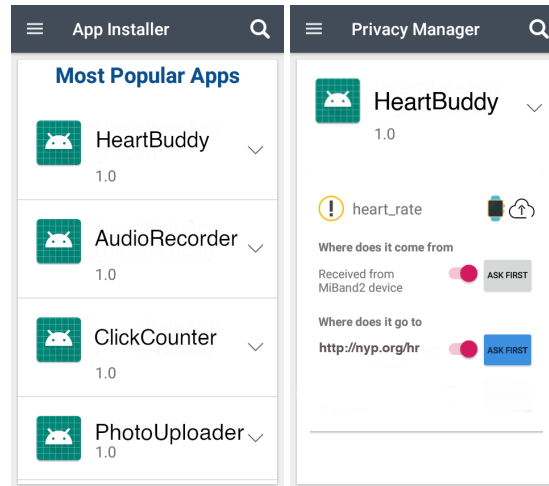 App Installer
Most Popular Apps
HeartBuddy
1.0
AudioRecorder
1.0
ClickCounter
1.0
PhotoUploader
1.0
Privacy Manager
HeartBuddy
1.0
heart_rate
Where does it come from
Received from
MiBand2 device
ASK FIRST
Where does it go to
http://nyp.org/hr
ASK FIRST